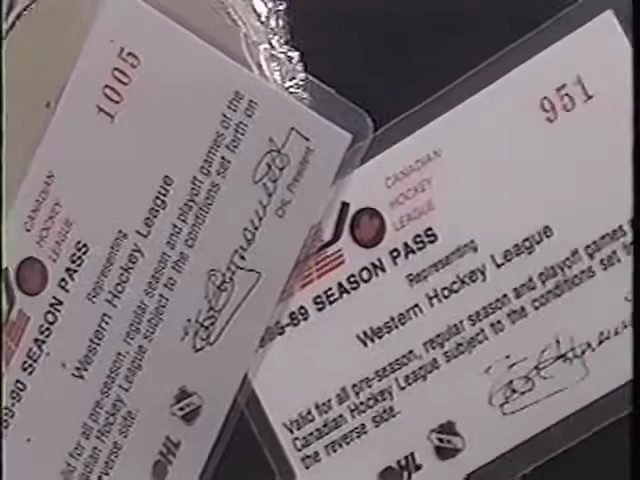 1005
CANADIAN
HOCKEY
LEAGUE
89-90 SEASON PASS
Representing
Western Hockey League
for all pre-season, regular season and playoff games of the
Hockey League subject to the conditions set forth on
reverse side.
CHL President
951
CANADIAN
HOCKEY
LEAGUE
-89 SEASON PASS
Representing
Western Hockey League
Valid for all pre-season, regular season and playoff games
Canadian Hockey League subject to the conditions set
the reverse side.